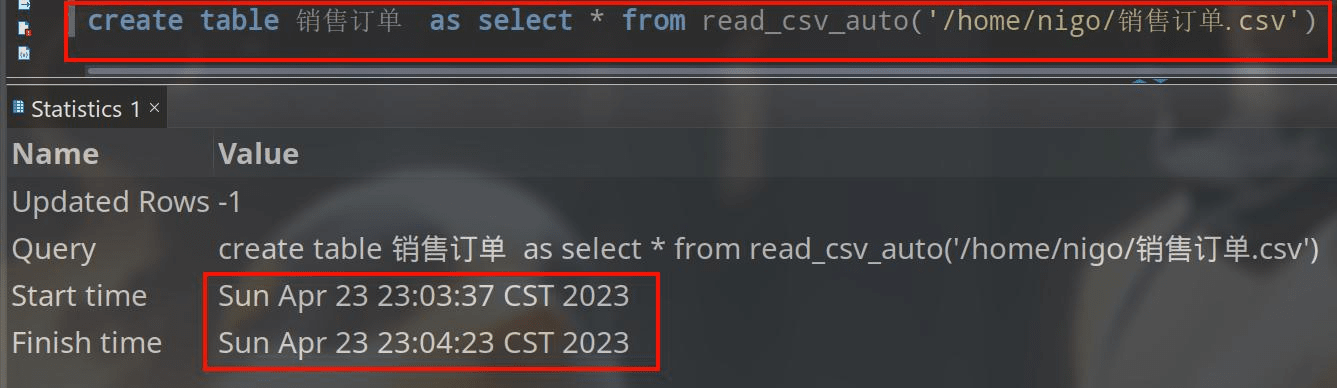 create table 销售订单 as select * from read_csv_auto('/home/nigo/销售订单.csv')
Statistics 1
Name Value
Updated Rows -1
Query create table 销售订单 as select * from read_csv_auto('/home/nigo/销售订单.csv')
Start time Sun Apr 23 23:03:37 CST 2023
Finish time Sun Apr 23 23:04:23 CST 2023